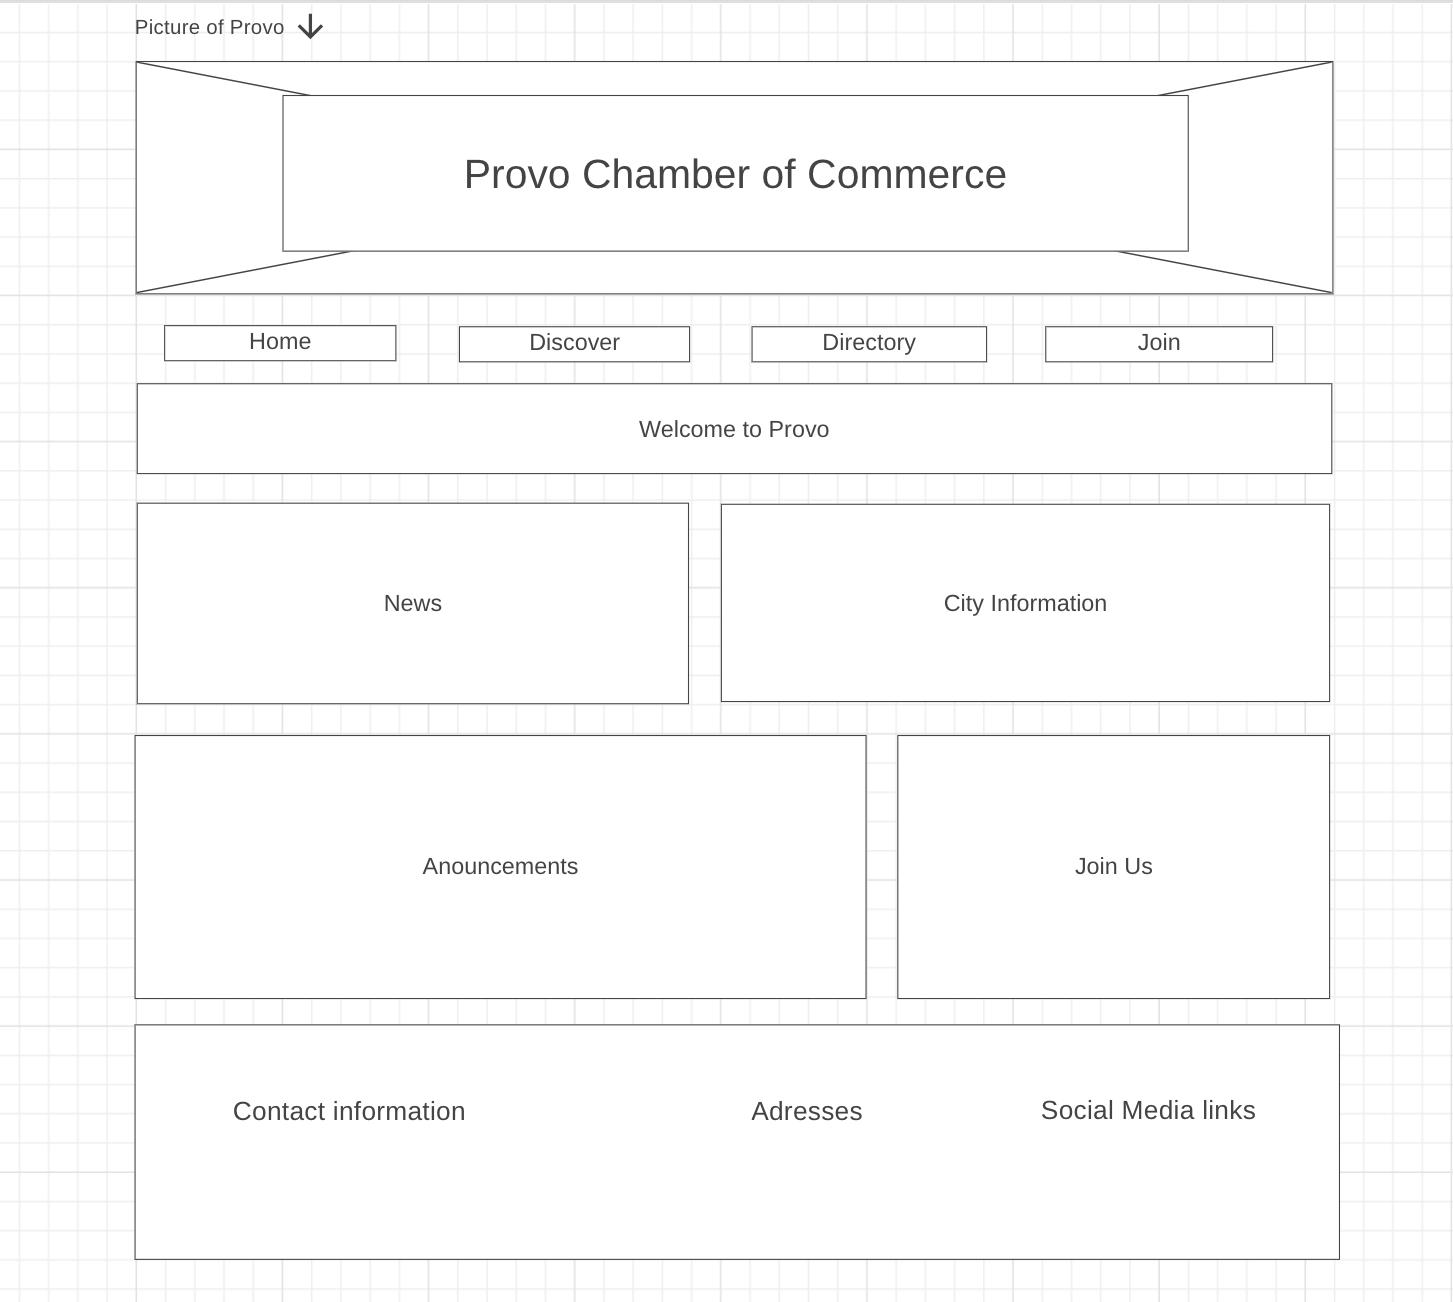 Picture of Provo
Provo Chamber of Commerce
Home
Discover
Directory
Join
Welcome to Provo
News
City Information
Anouncements
Join Us
Contact information
Adresses
Social Media links